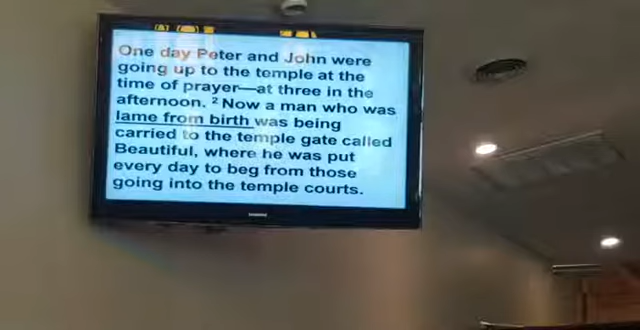 One day Peter and John were
going up to the temple at the
time of prayer—at three in the
afternoon. ² Now a man who was
lame from birth was being
carried to the temple gate called
Beautiful, where he was put
every day to beg from those
going into the temple courts.
SAMSUNG